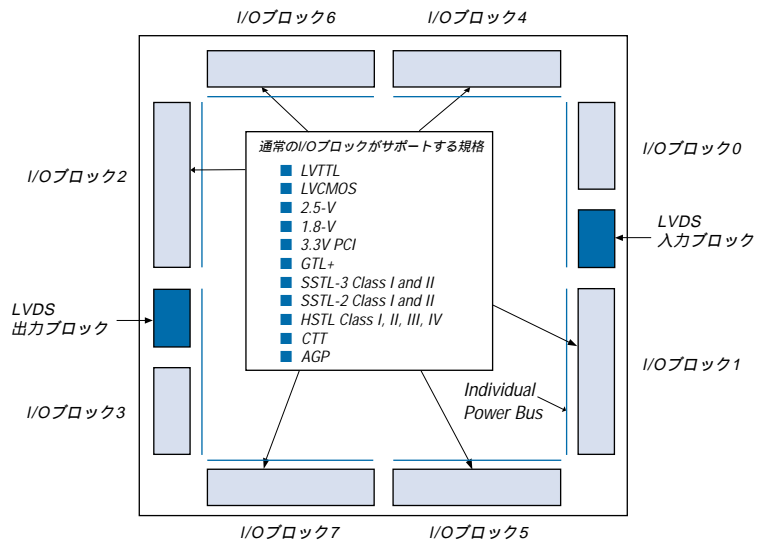 I/Oブロック6
I/Oブロック4
通常のI/Oブロックがサポートする規格
LVTTL
LVCMOS
2.5-V
1.8-V
3.3V PCI
GTL+
SSTL-3 Class I and II
SSTL-2 Class I and II
HSTL Class I, II, III, IV
CTT
AGP
I/Oブロック0
I/Oブロック2
LVDS
入力ブロック
LVDS
出力ブロック
I/Oブロック1
Individual
Power Bus
I/Oブロック3
I/Oブロック7
I/Oブロック5